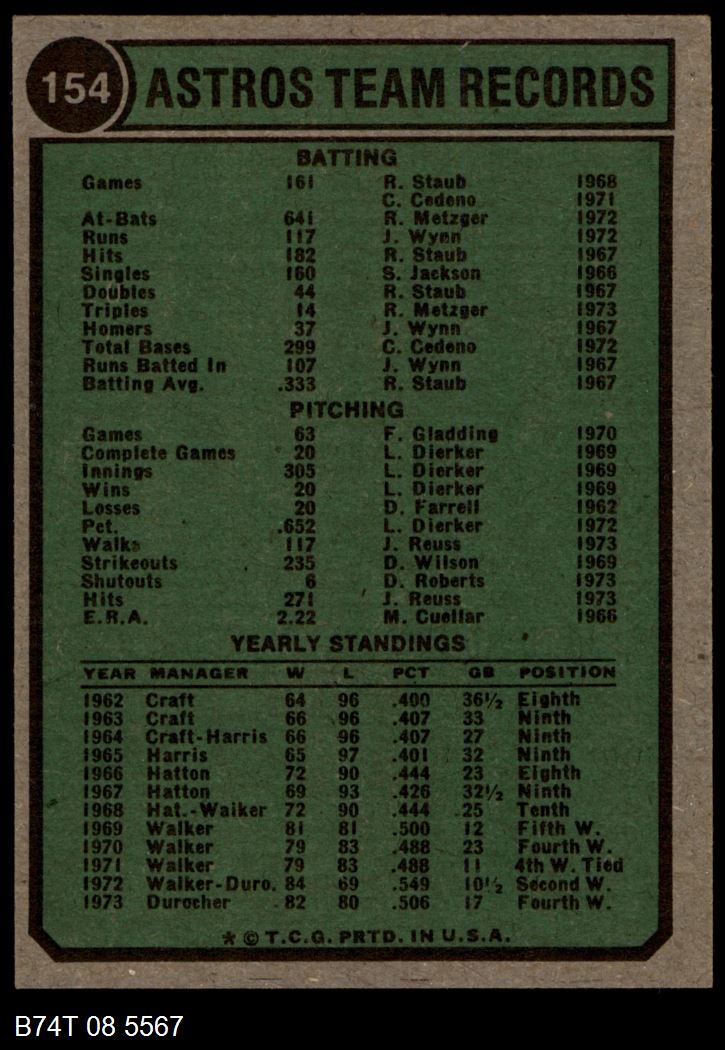 154 ASTROS TEAM RECORDS
BATTING
Games 161 R. Staub 1968
C. Cedeno 1971
At-Bats 641 R. Metzger 1972
Runs 117 J. Wynn 1972
Hits 182 R. Staub 1967
Singles 160 S. Jackson 1966
Doubles 44 R. Staub 1967
Triples 14 R. Metzger 1973
Homers 37 J. Wynn 1967
Total Bases 299 C. Cedeno 1972
Runs Batted In 107 J. Wynn 1967
Batting Avg. .333 R. Staub 1967
PITCHING
Games 63 F. Gladding 1970
Complete Games 20 L. Dierker 1969
Innings 305 L. Dierker 1969
Wins 20 L. Dierker 1969
Losses 20 D. Farrell 1962
Pct. .652 L. Dierker 1972
Walks 117 J. Reuss 1973
Strikeouts 235 D. Wilson 1969
Shutouts 6 D. Roberts 1973
Hits 271 J. Reuss 1973
E.R.A. 2.22 M. Cuellar 1966
YEARLY STANDINGS
YEAR MANAGER W L PCT GB POSITION
1962 Craft 64 96 .400 36½ Eighth
1963 Craft 66 96 .407 33 Ninth
1964 Craft-Harris 66 96 .407 27 Ninth
1965 Harris 65 97 .401 32 Ninth
1966 Hatton 72 90 .444 23 Eighth
1967 Hatton 69 93 .426 32½ Ninth
1968 Hat.-Walker 72 90 .444 25 Tenth
1969 Walker 81 81 .500 12 Fifth W.
1970 Walker 79 83 .488 23 Fourth W.
1971 Walker 79 83 .488 11 4th W. Tied
1972 Walker-Duro. 84 69 .549 10½ Second W.
1973 Durocher 82 80 .506 17 Fourth W.
* © T.C.G. PRTD. IN U.S.A.
B74T 08 5567